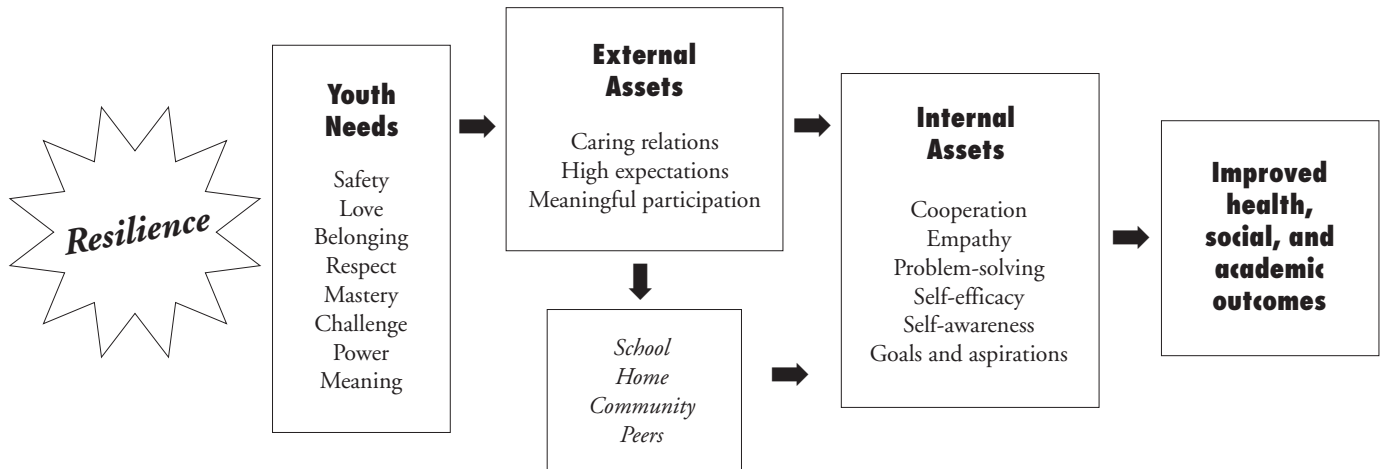 Resilience
Youth
Needs
Safety
Love
Belonging
Respect
Mastery
Challenge
Power
Meaning
External
Assets
Caring relations
High expectations
Meaningful participation
School
Home
Community
Peers
Internal
Assets
Cooperation
Empathy
Problem-solving
Self-efficacy
Self-awareness
Goals and aspirations
Improved
health,
social, and
academic
outcomes